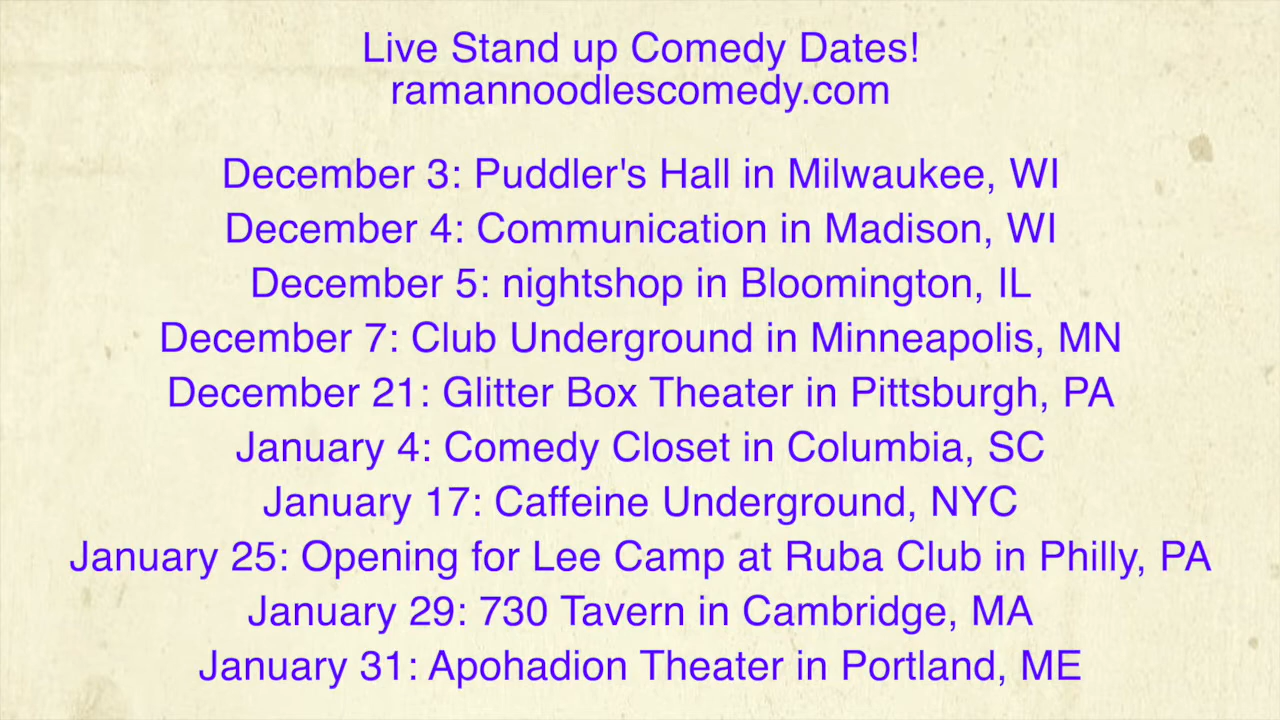 Live Stand up Comedy Dates!
ramannoodlescomedy.com
December 3: Puddler's Hall in Milwaukee, WI
December 4: Communication in Madison, WI
December 5: nightshop in Bloomington, IL
December 7: Club Underground in Minneapolis, MN
December 21: Glitter Box Theater in Pittsburgh, PA
January 4: Comedy Closet in Columbia, SC
January 17: Caffeine Underground, NYC
January 25: Opening for Lee Camp at Ruba Club in Philly, PA
January 29: 730 Tavern in Cambridge, MA
January 31: Apohadion Theater in Portland, ME